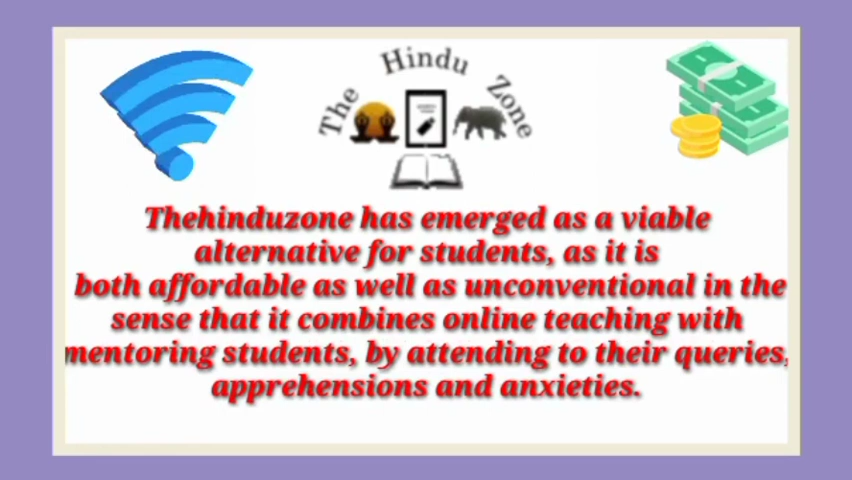 The Hindu Zone
Thehinduzone has emerged as a viable
alternative for students, as it is
both affordable as well as unconventional in the
sense that it combines online teaching with
mentoring students, by attending to their queries,
apprehensions and anxieties.